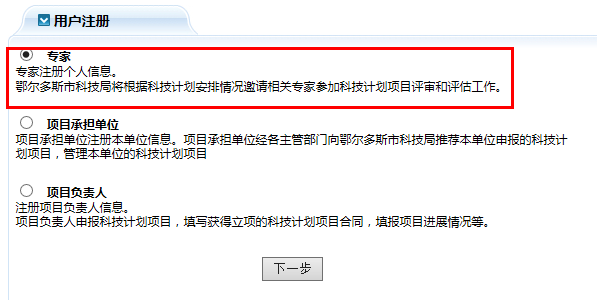 用户注册
专家
专家注册个人信息。
鄂尔多斯市科技局将根据科技计划安排情况邀请相关专家参加科技计划项目评审和评估工作。
项目承担单位
项目承担单位注册本单位信息。项目承担单位经各主管部门向鄂尔多斯市科技局推荐本单位申报的科技计
划项目，管理本单位的科技计划项目
项目负责人
注册项目负责人信息。
项目负责人申报科技计划项目，填写获得立项的科技计划项目合同，填报项目进展情况等。
下一步